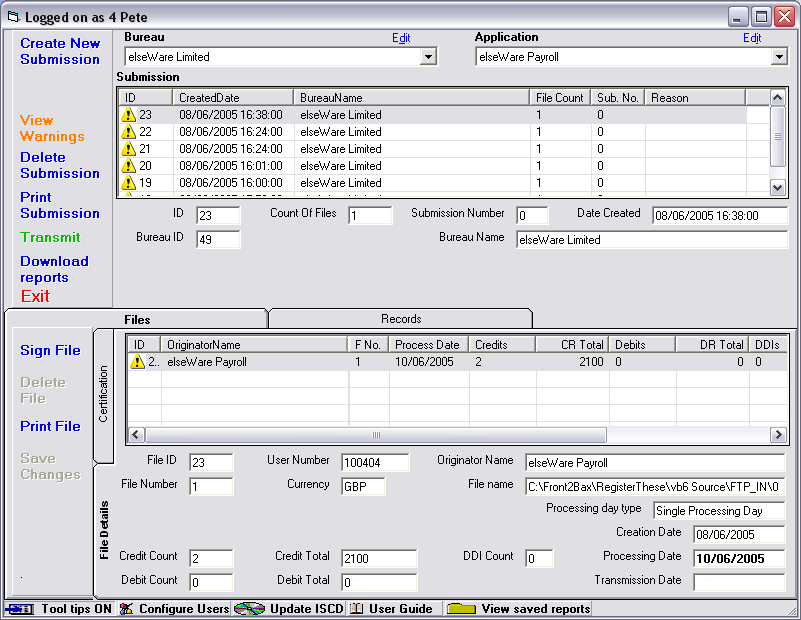 Logged on as 4 Pete
Create New Submission
View Warnings
Delete Submission
Print Submission
Transmit
Download reports
Exit
Bureau Edit Application Edit
elseWare Limited elseWare Payroll
Submission
ID CreatedDate BureauName File Count Sub. No. Reason
23 08/06/2005 16:38:00 elseWare Limited 1 0
22 08/06/2005 16:24:00 elseWare Limited 1 0
21 08/06/2005 16:24:00 elseWare Limited 1 0
20 08/06/2005 16:01:00 elseWare Limited 1 0
19 08/06/2005 16:00:00 elseWare Limited 1 0
ID 23 Count Of Files 1 Submission Number 0 Date Created 08/06/2005 16:38:00
Bureau ID 49 Bureau Name elseWare Limited
Files Records
Sign File
Delete File
Print File
Save Changes
.
Certification
File Details
ID OriginatorName F No. Process Date Credits CR Total Debits DR Total DDIs
2.. elseWare Payroll 1 10/06/2005 2 2100 0 0 0
File ID 23 User Number 100404 Originator Name elseWare Payroll
File Number 1 Currency GBP File name C:\Front2Bax\RegisterThese\vb6 Source\FTP_IN\0
Processing day type Single Processing Day
Creation Date 08/06/2005
Credit Count 2 Credit Total 2100 DDI Count 0 Processing Date 10/06/2005
Debit Count 0 Debit Total 0 Transmission Date
Tool tips ON Configure Users Update ISCD User Guide View saved reports